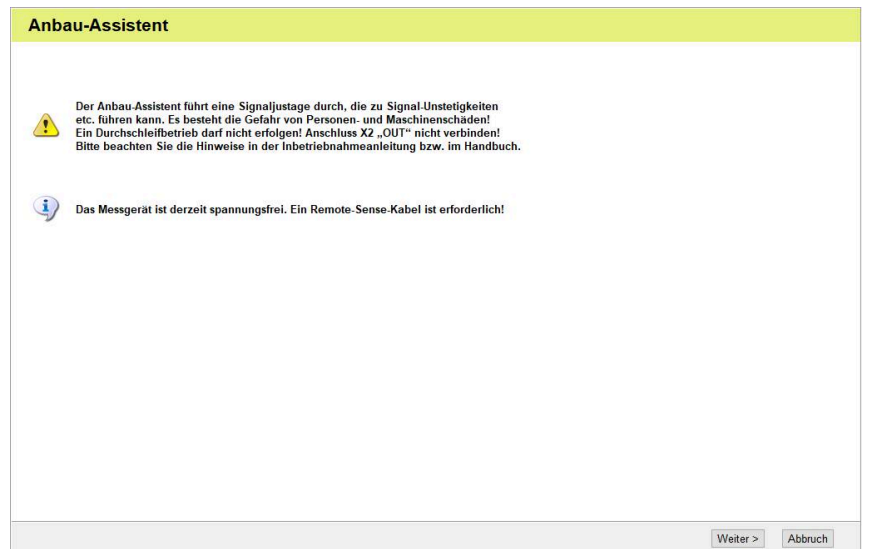 Anbau-Assistent
Der Anbau-Assistent führt eine Signaljustage durch, die zu Signal-Unstetigkeiten
etc. führen kann. Es besteht die Gefahr von Personen- und Maschinenschäden!
Ein Durchschleifbetrieb darf nicht erfolgen! Anschluss X2 „OUT“ nicht verbinden!
Bitte beachten Sie die Hinweise in der Inbetriebnahmeanleitung bzw. im Handbuch.
Das Messgerät ist derzeit spannungsfrei. Ein Remote-Sense-Kabel ist erforderlich!
Weiter >
Abbruch